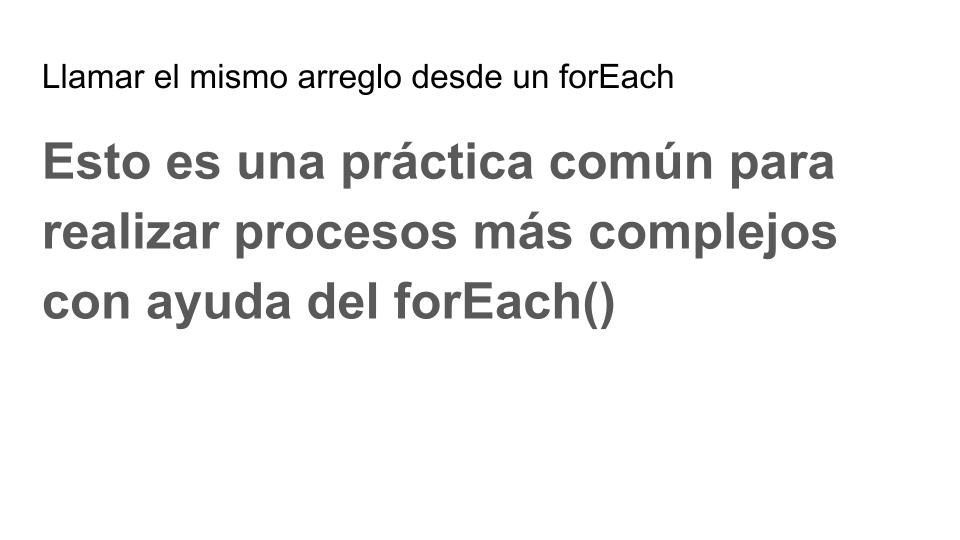 Llamar el mismo arreglo desde un forEach
Esto es una práctica común para
realizar procesos más complejos
con ayuda del forEach()